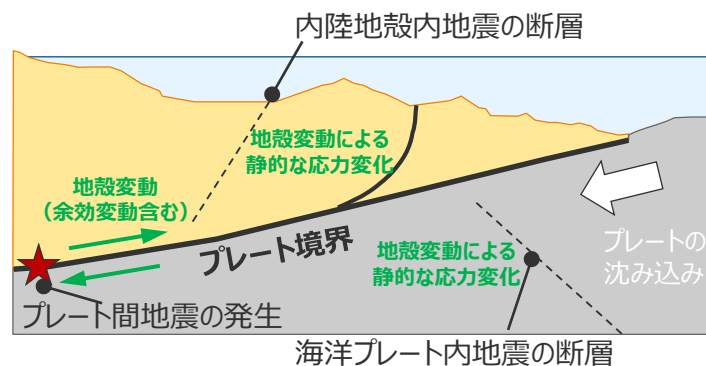 内陸地殻内地震の断層
地殻変動による
静的な応力変化
地殻変動
（余効変動含む）
プレート境界
プレートの
沈み込み
地殻変動による
静的な応力変化
プレート間地震の発生
海洋プレート内地震の断層